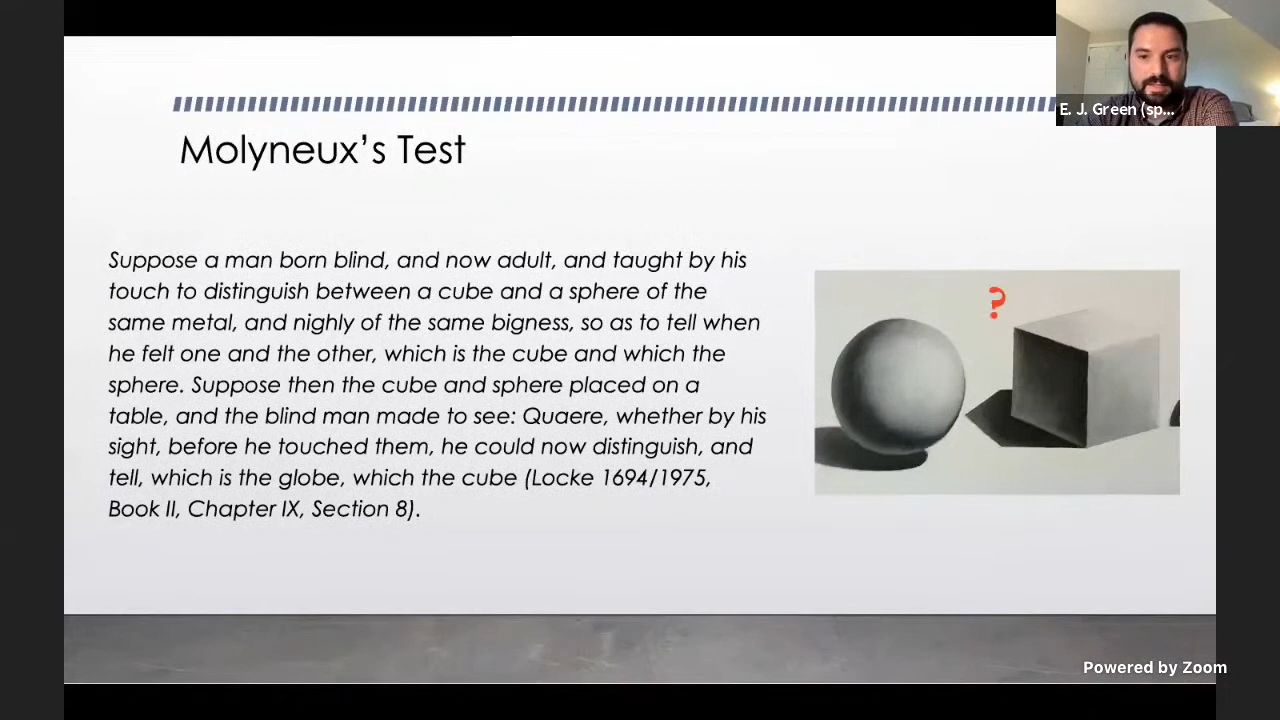 E. J. Green (sp...
Molyneux’s Test
Suppose a man born blind, and now adult, and taught by his
touch to distinguish between a cube and a sphere of the
same metal, and nighly of the same bigness, so as to tell when
he felt one and the other, which is the cube and which the
sphere. Suppose then the cube and sphere placed on a
table, and the blind man made to see: Quaere, whether by his
sight, before he touched them, he could now distinguish, and
tell, which is the globe, which the cube (Locke 1694/1975,
Book II, Chapter IX, Section 8).
?
Powered by Zoom